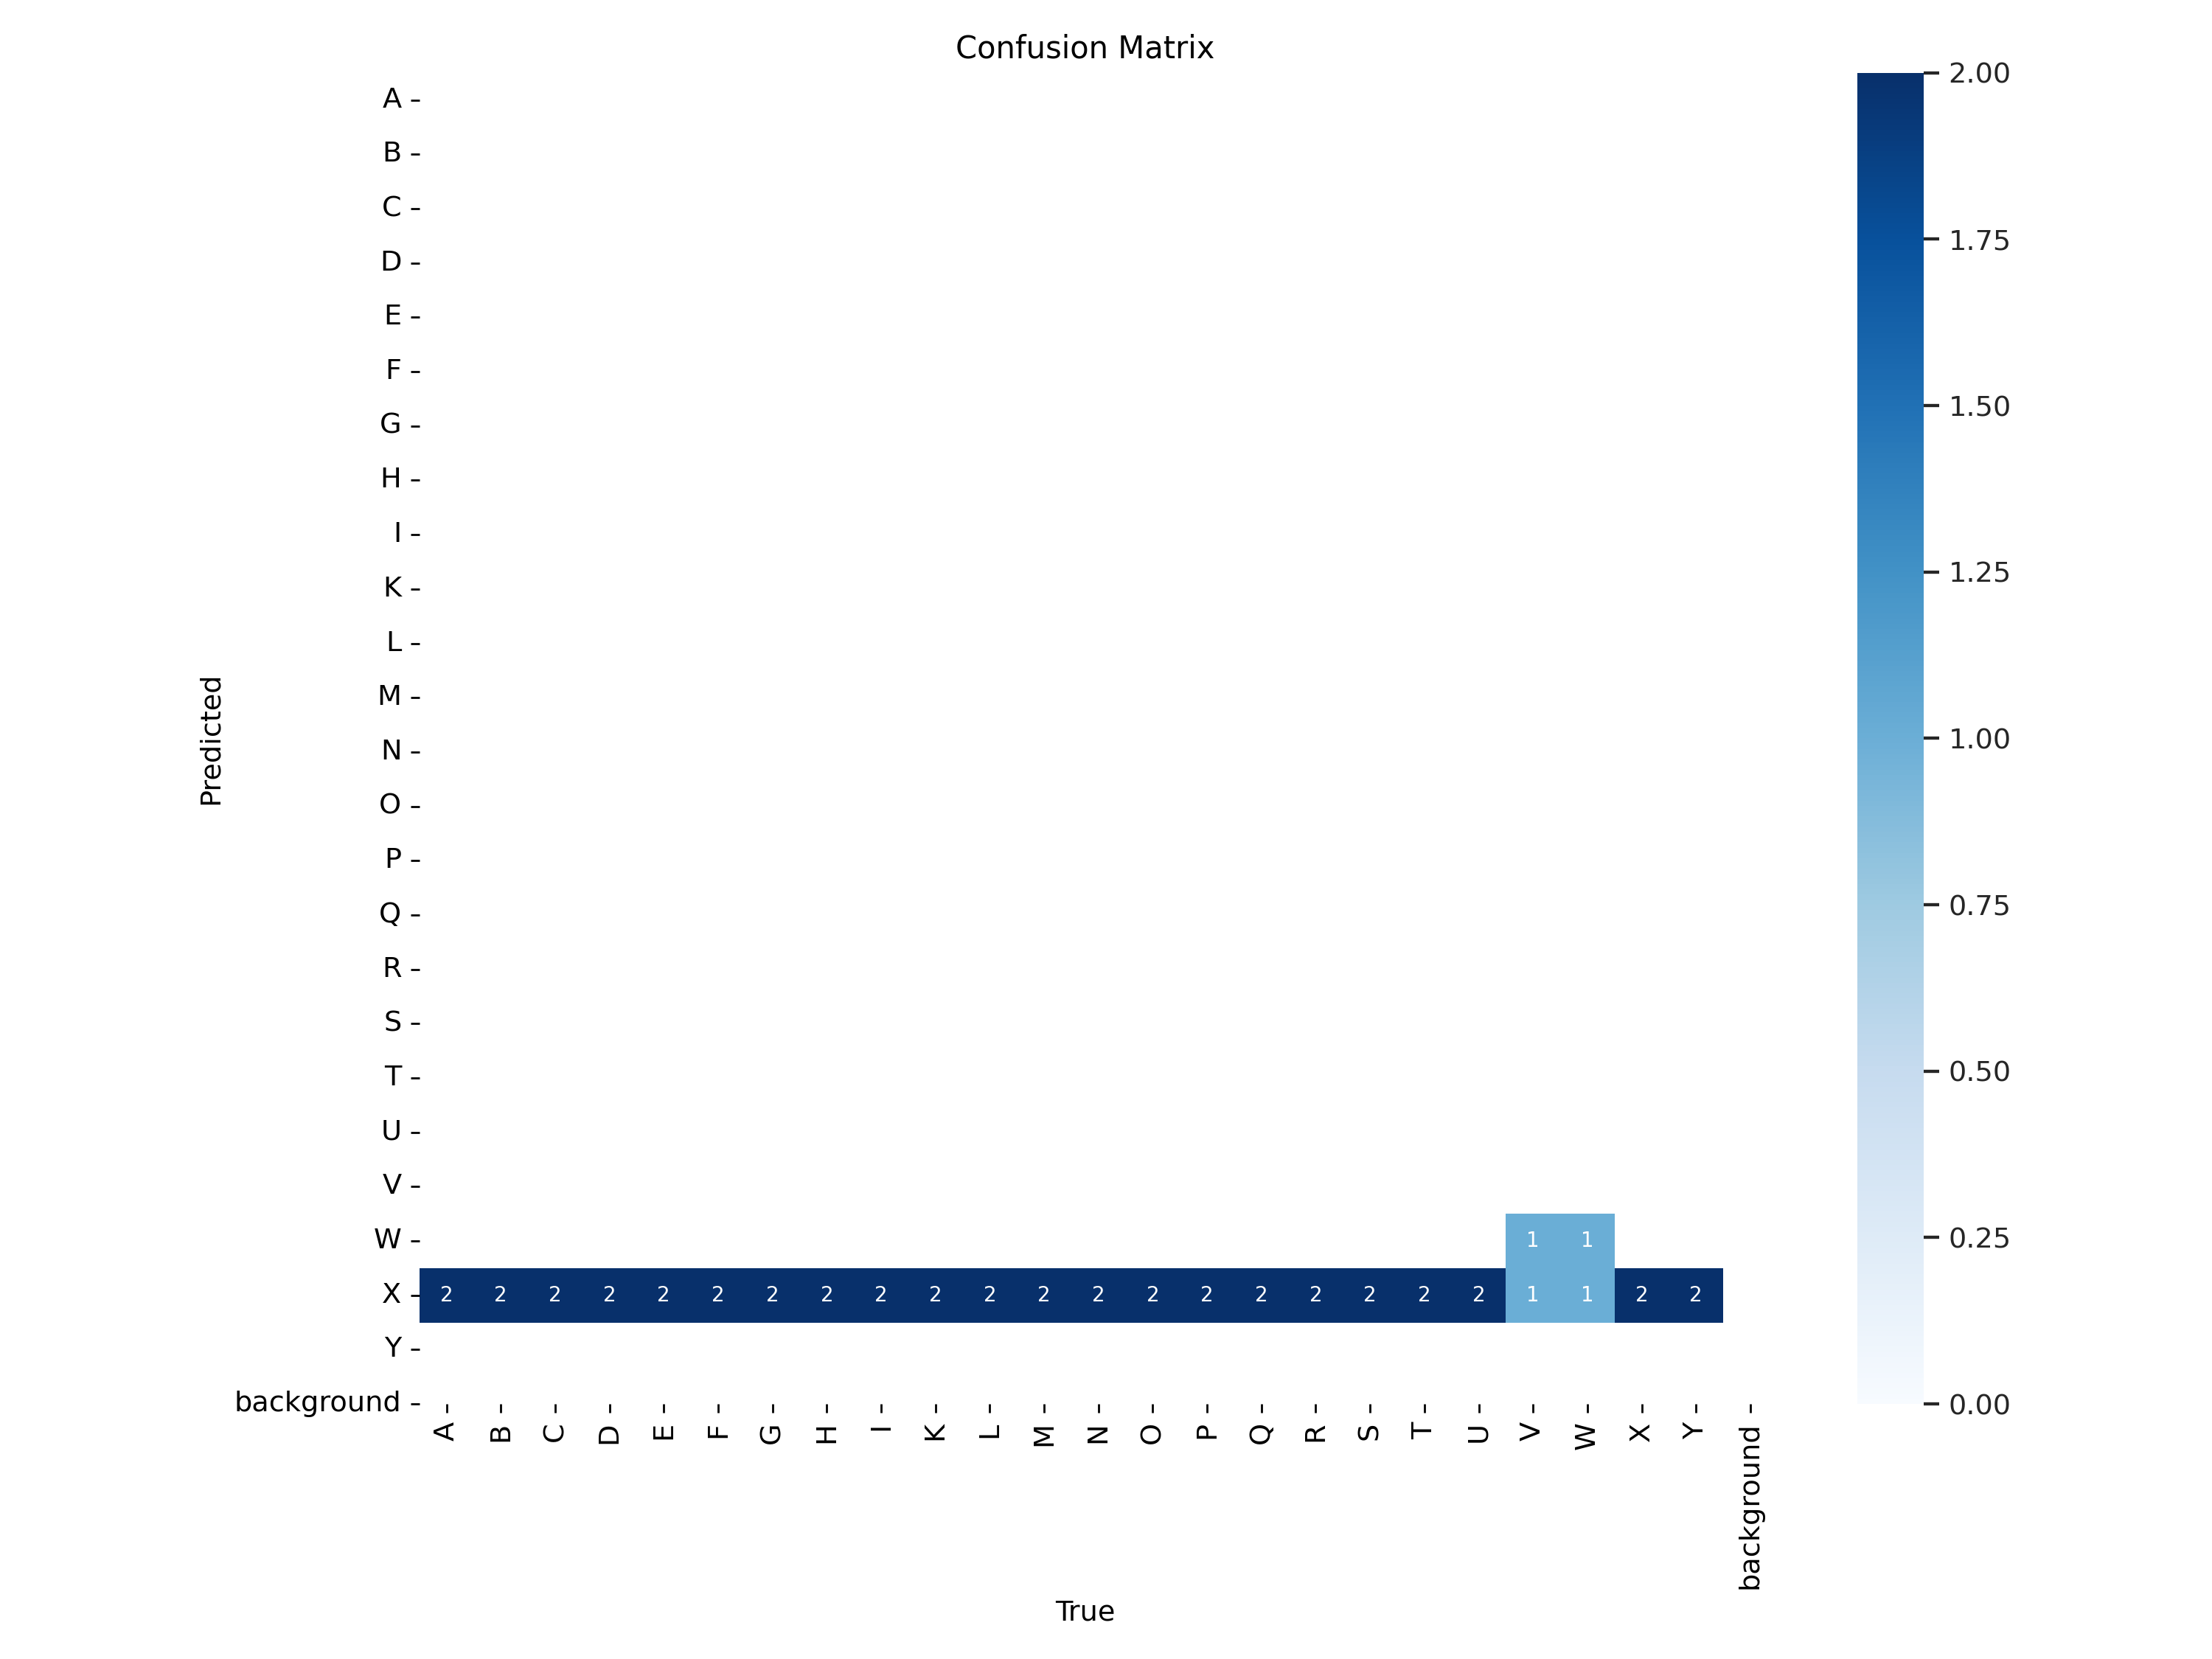 Confusion Matrix
A
B
C
D
E
F
G
H
I
K
L
M
N
O
P
Q
R
S
T
U
V
W
X
Y
background
Predicted
1 1
2 2 2 2 2 2 2 2 2 2 2 2 2 2 2 2 2 2 2 2 1 1 2 2
A B C D E F G H I K L M N O P Q R S T U V W X Y background
True
2.00
1.75
1.50
1.25
1.00
0.75
0.50
0.25
0.00